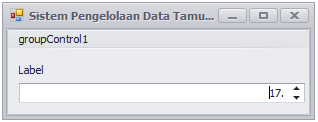 Sistem Pengelolaan Data Tamu...
groupControl1
Label
17.